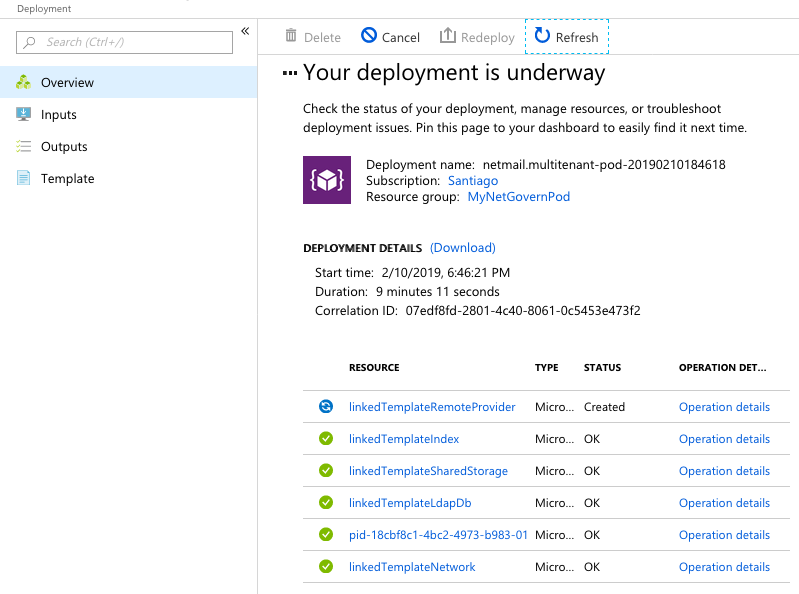 Deployment
Search (Ctrl+/)
«
Overview
Inputs
Outputs
Template
Delete Cancel Redeploy Refresh
Your deployment is underway
Check the status of your deployment, manage resources, or troubleshoot
deployment issues. Pin this page to your dashboard to easily find it next time.
Deployment name: netmail.multitenant-pod-20190210184618
Subscription: Santiago
Resource group: MyNetGovernPod
DEPLOYMENT DETAILS (Download)
Start time: 2/10/2019, 6:46:21 PM
Duration: 9 minutes 11 seconds
Correlation ID: 07edf8fd-2801-4c40-8061-0c5453e473f2
RESOURCE TYPE STATUS OPERATION DET...
linkedTemplateRemoteProvider Micro... Created Operation details
linkedTemplateIndex Micro... OK Operation details
linkedTemplateSharedStorage Micro... OK Operation details
linkedTemplateLdapDb Micro... OK Operation details
pid-18cbf8c1-4bc2-4973-b983-01 Micro... OK Operation details
linkedTemplateNetwork Micro... OK Operation details